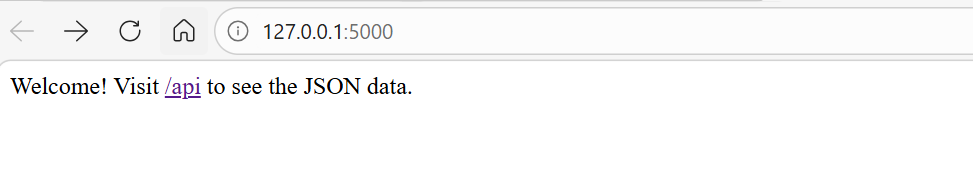 127.0.0.1:5000
Welcome! Visit /api to see the JSON data.